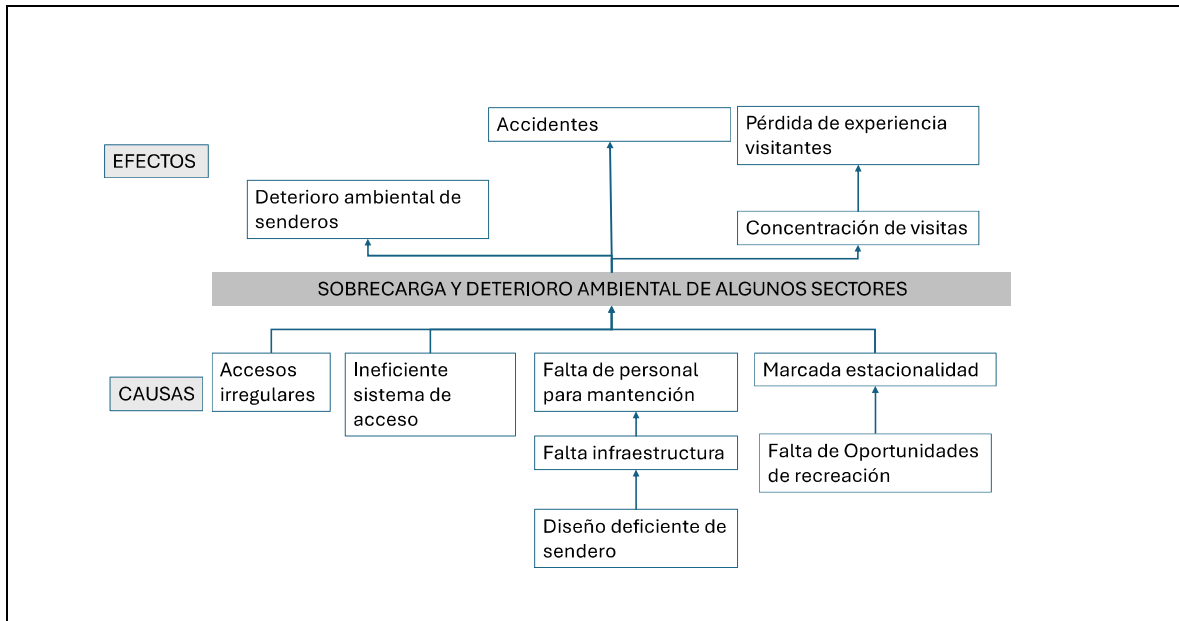 Accidentes
Pérdida de experiencia
visitantes
EFECTOS
Deterioro ambiental de
senderos
Concentración de visitas
SOBRECARGA Y DETERIORO AMBIENTAL DE ALGUNOS SECTORES
CAUSAS
Accesos
irregulares
Ineficiente
sistema de
acceso
Falta de personal
para mantención
Marcada estacionalidad
Falta infraestructura
Falta de Oportunidades
de recreación
Diseño deficiente de
sendero